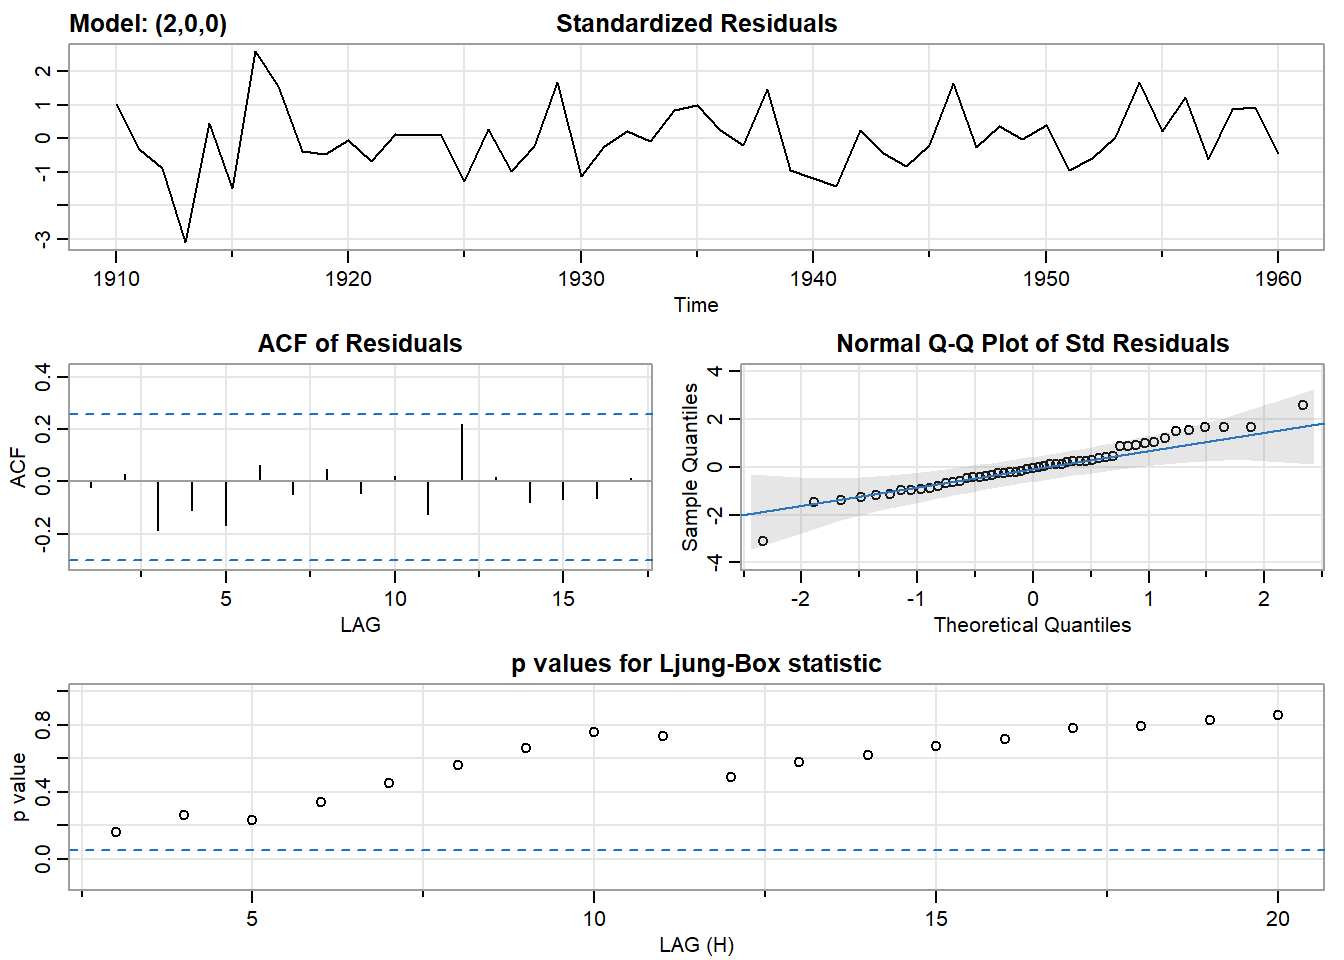 Model: (2,0,0) Standardized Residuals
2
1
0
-1
-3
1910 1920 1930 1940 1950 1960
Time
ACF of Residuals
ACF
0.4
0.2
0.0
-0.2
5 10 15
LAG
Normal Q-Q Plot of Std Residuals
Sample Quantiles
4
2
0
-2
-4
-2 -1 0 1 2
Theoretical Quantiles
p values for Ljung-Box statistic
p value
0.8
0.4
0.0
5 10 15 20
LAG (H)